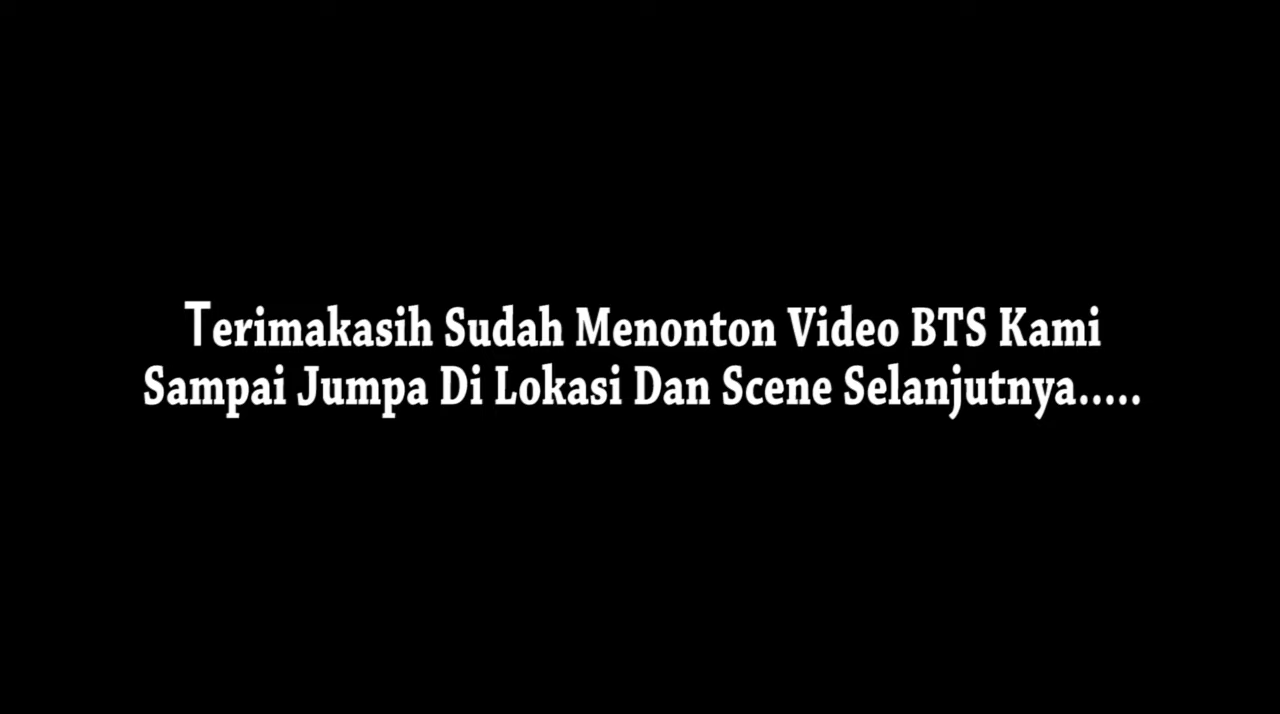 Terimakasih Sudah Menonton Video BTS Kami
Sampai Jumpa Di Lokasi Dan Scene Selanjutnya.....